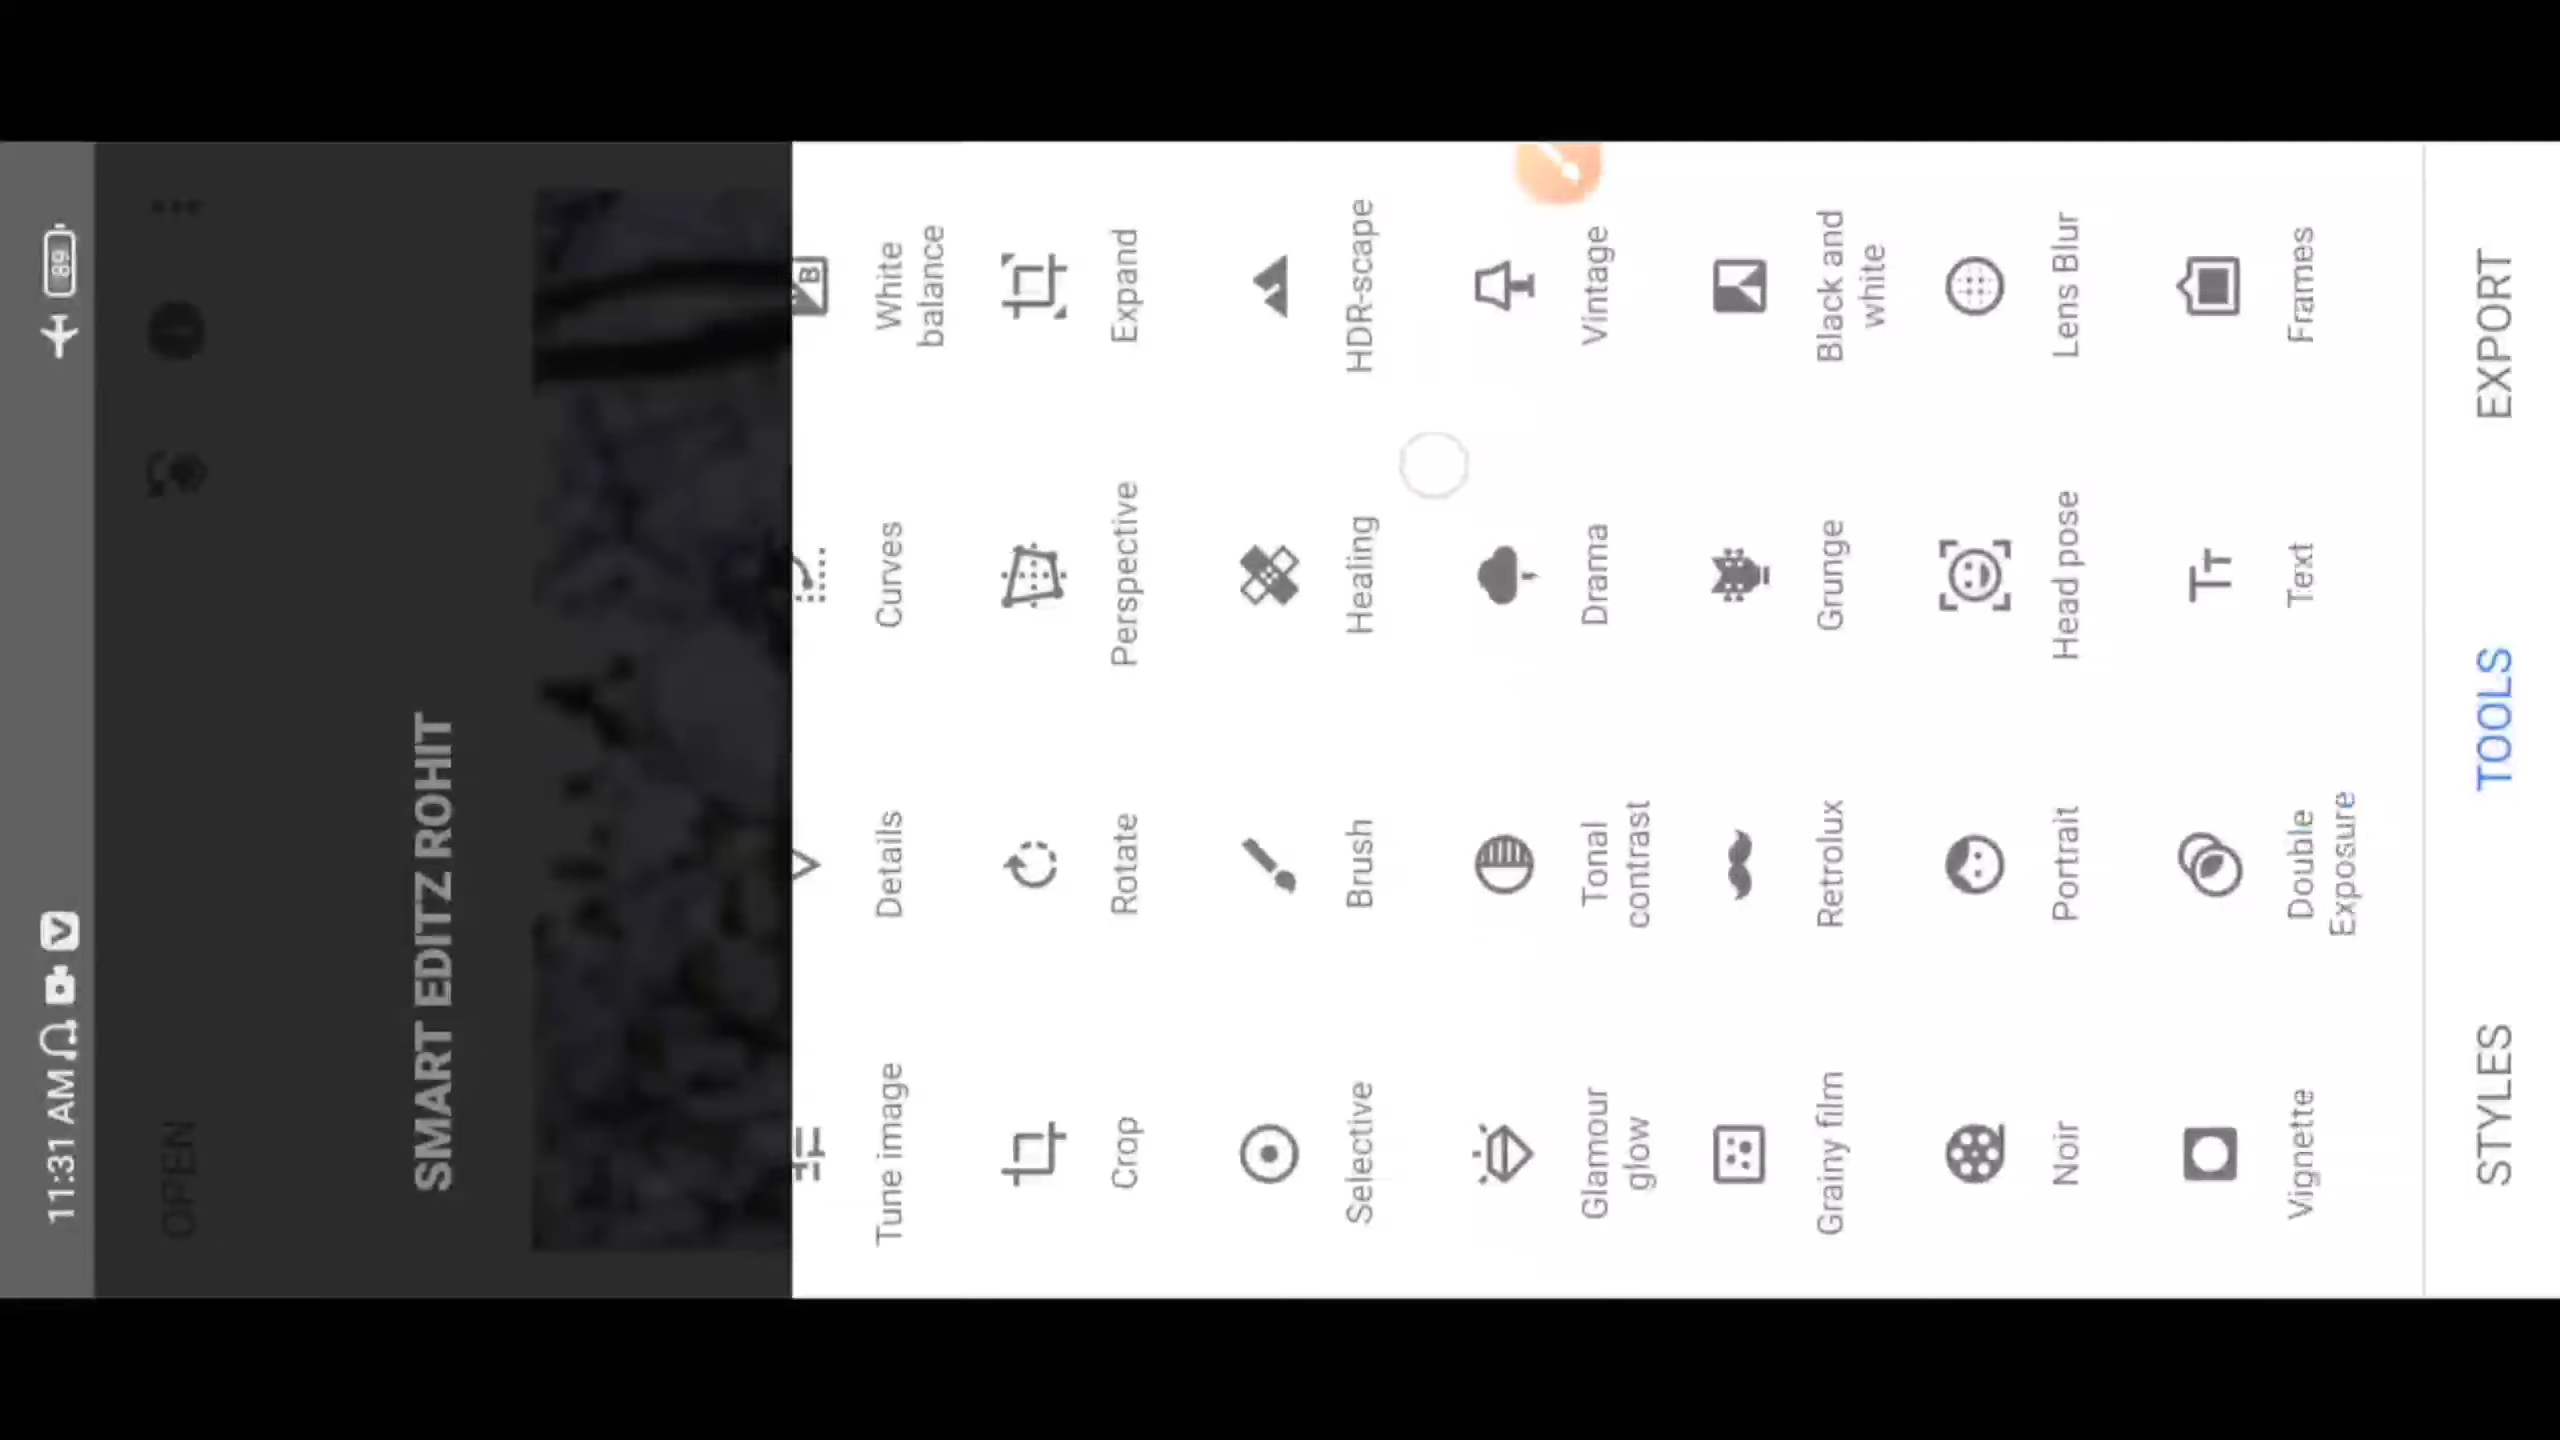 11:31 AM
89
OPEN
SMART EDITZ ROHIT
Tune image
Details
Curves
White
balance
Crop
Rotate
Perspective
Expand
Selective
Brush
Healing
HDR-scape
Glamour
glow
Tonal
contrast
Drama
Vintage
Grainy film
Retrolux
Grunge
Black and
white
Noir
Portrait
Head pose
Lens Blur
Vignette
Double
Exposure
Text
Frames
STYLES
TOOLS
EXPORT